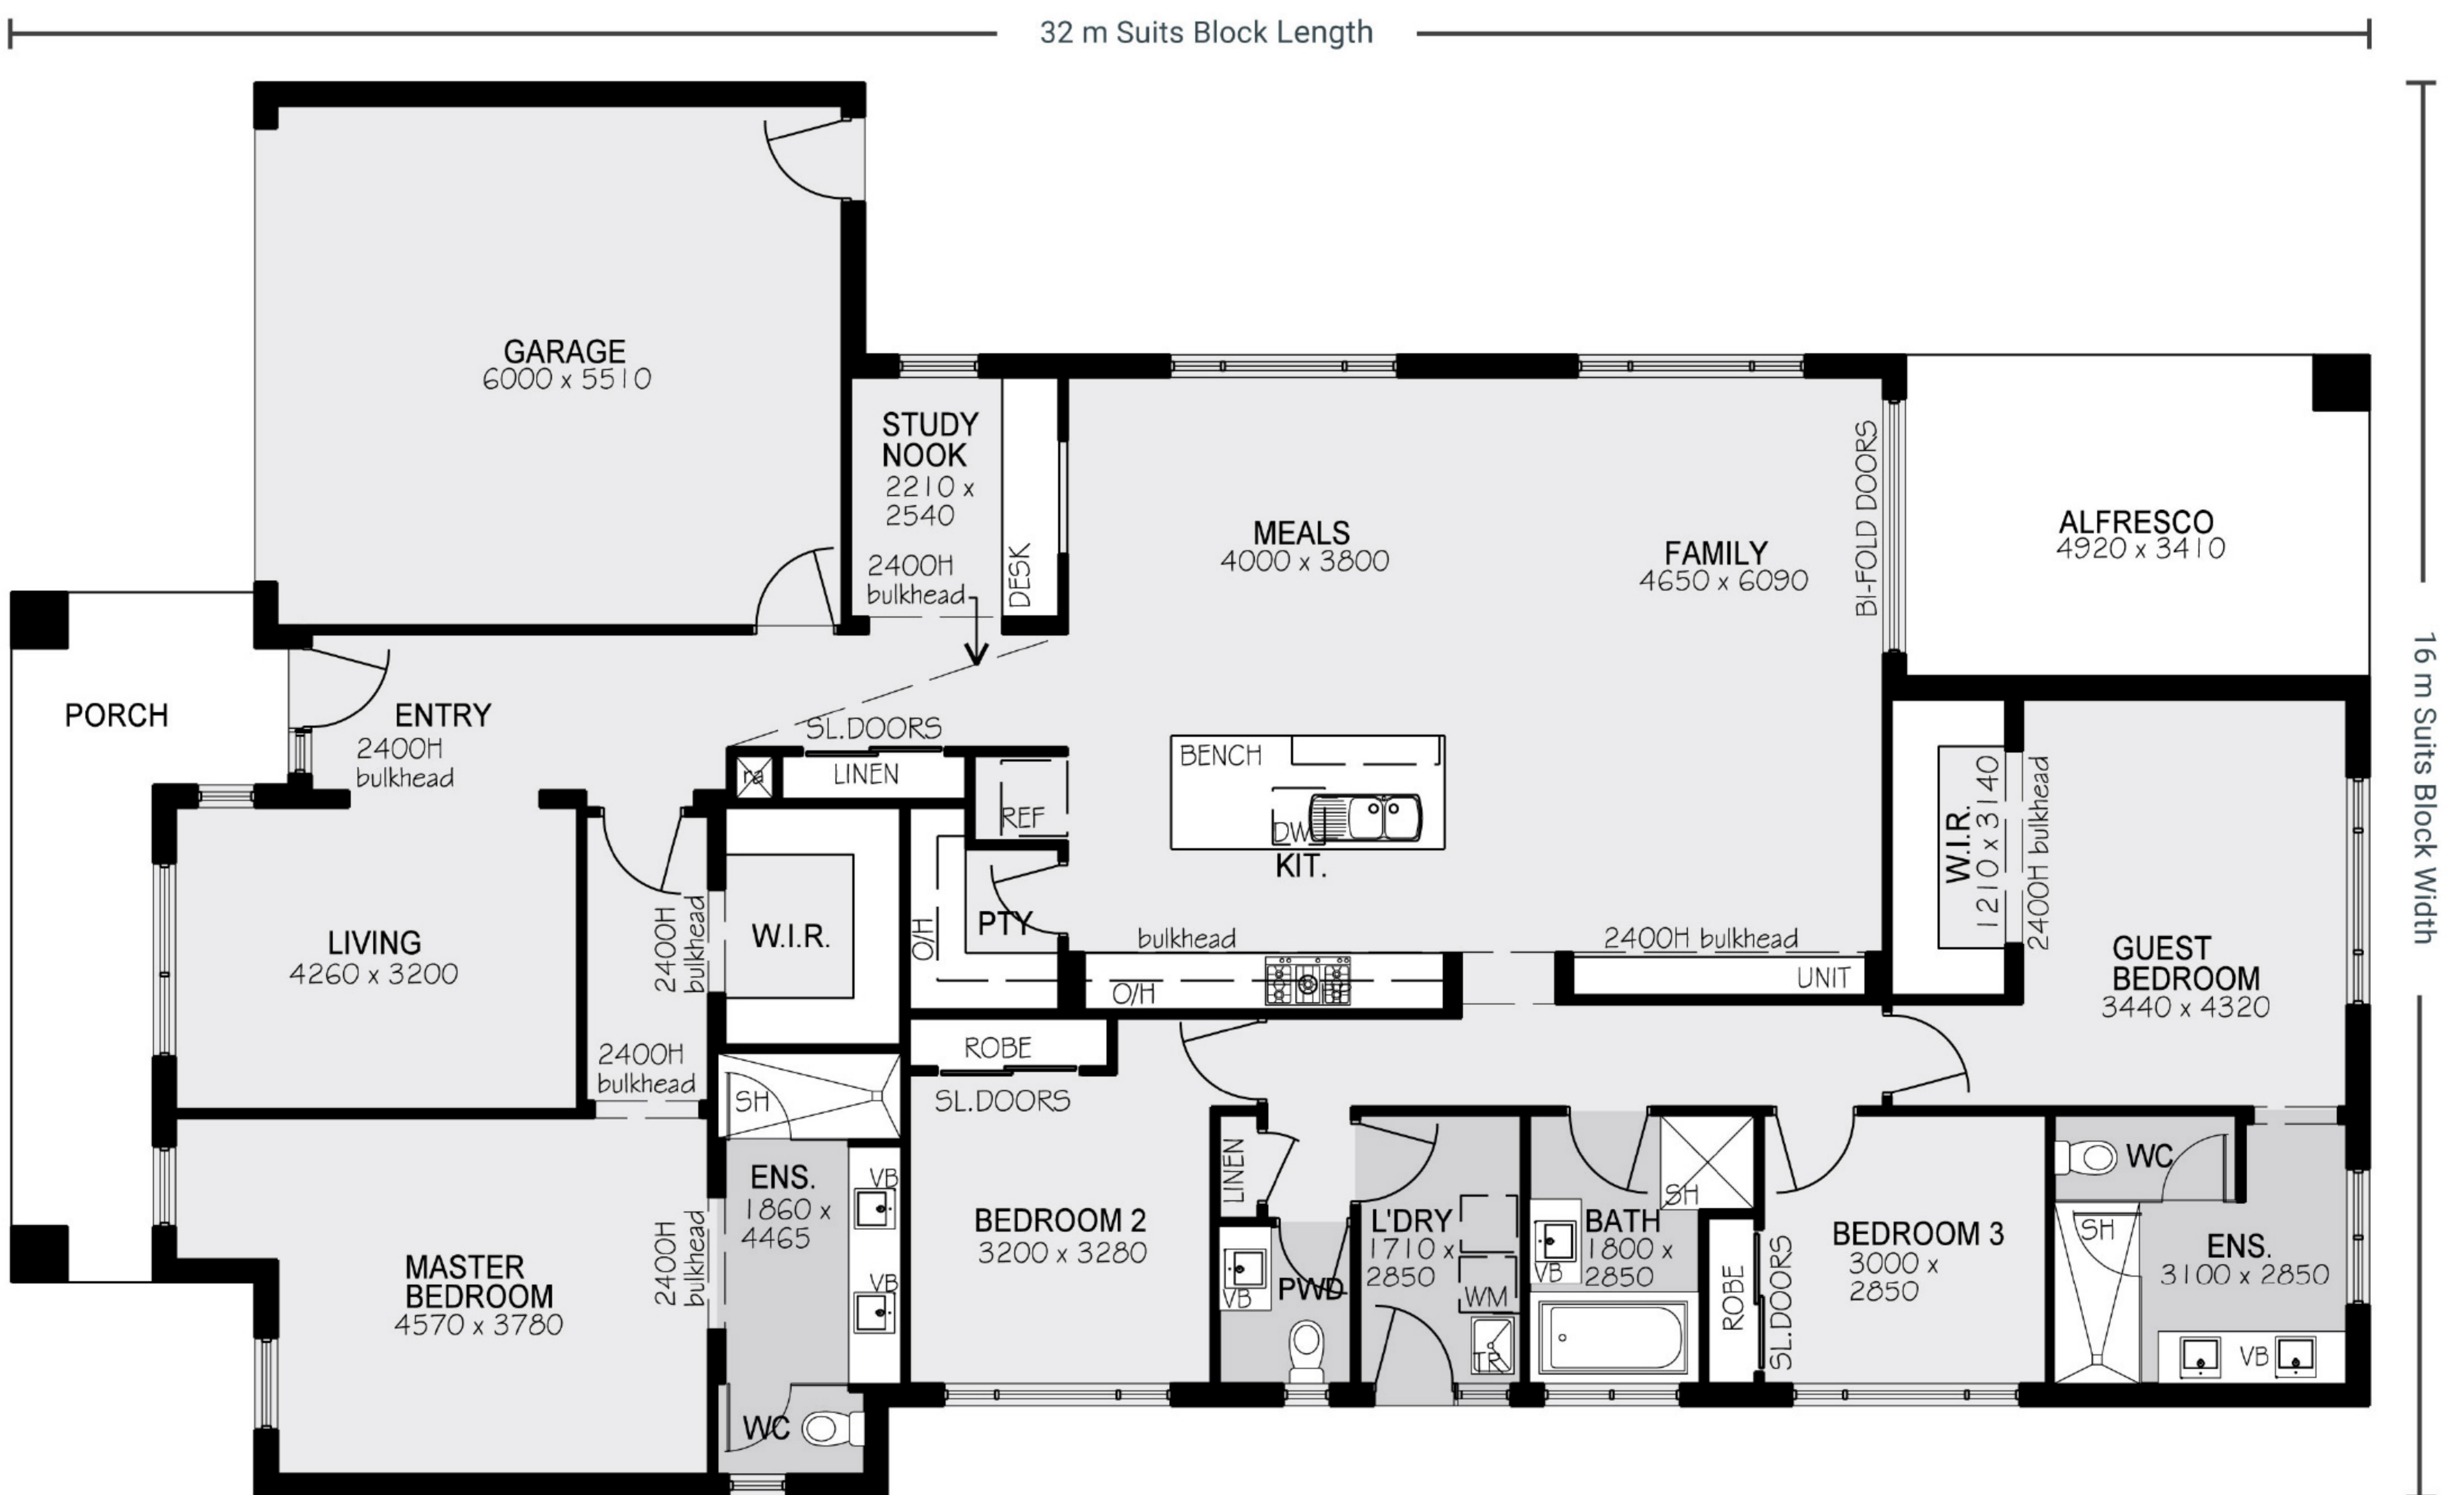 32 m Suits Block Length
16 m Suits Block Width
GARAGE
6000 x 5510
STUDY
NOOK
2210 x
2540
2400H
bulkhead
DESK
MEALS
4000 x 3800
FAMILY
4650 x 6090
BI-FOLD DOORS
ALFRESCO
4920 x 3410
PORCH
ENTRY
2400H
bulkhead
SL.DOORS
ra
LINEN
REF
BENCH
DW
KIT.
W.I.R.
1210 x 3140
2400H bulkhead
LIVING
4260 x 3200
2400H
bulkhead
W.I.R.
O/H
PTY
bulkhead
O/H
2400H bulkhead
UNIT
GUEST
BEDROOM
3440 x 4320
2400H
bulkhead
ROBE
SL.DOORS
SH
ENS.
1860 x
4465
VB
VB
2400H
bulkhead
MASTER
BEDROOM
4570 x 3780
WC
BEDROOM 2
3200 x 3280
LINEN
VB
PWD
L'DRY
1710 x
2850
WM
TR
SH
BATH
1800 x
2850
VB
ROBE
SL.DOORS
BEDROOM 3
3000 x
2850
WC
SH
ENS.
3100 x 2850
VB